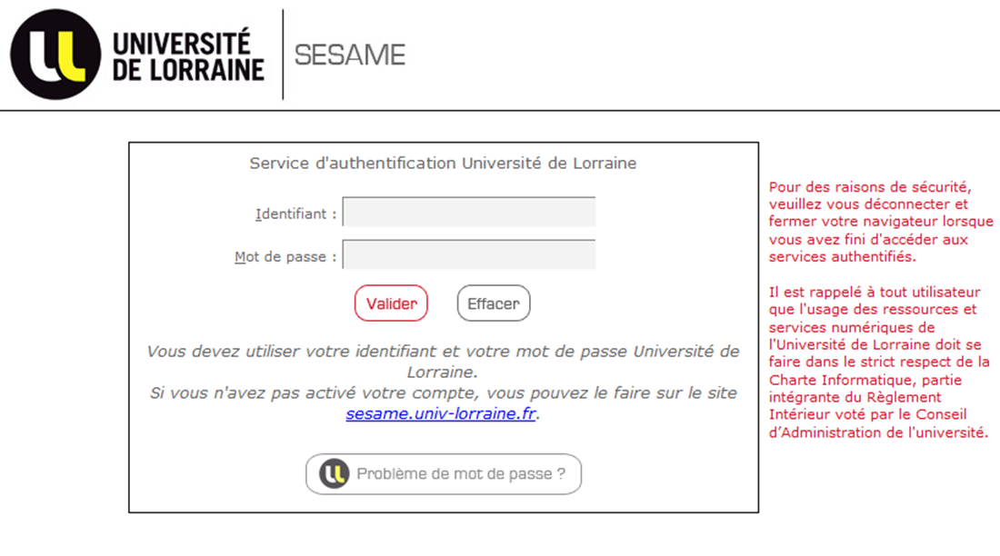 UNIVERSITÉ
DE LORRAINE
SESAME
Service d'authentification Université de Lorraine
Identifiant :
Mot de passe :
Valider
Effacer
Vous devez utiliser votre identifiant et votre mot de passe Université de
Lorraine.
Si vous n'avez pas activé votre compte, vous pouvez le faire sur le site
sesame.univ-lorraine.fr.
Problème de mot de passe ?
Pour des raisons de sécurité,
veuillez vous déconnecter et
fermer votre navigateur lorsque
vous avez fini d'accéder aux
services authentifiés.
Il est rappelé à tout utilisateur
que l'usage des ressources et
services numériques de
l'Université de Lorraine doit se
faire dans le strict respect de la
Charte Informatique, partie
intégrante du Règlement
Intérieur voté par le Conseil
d’Administration de l'université.